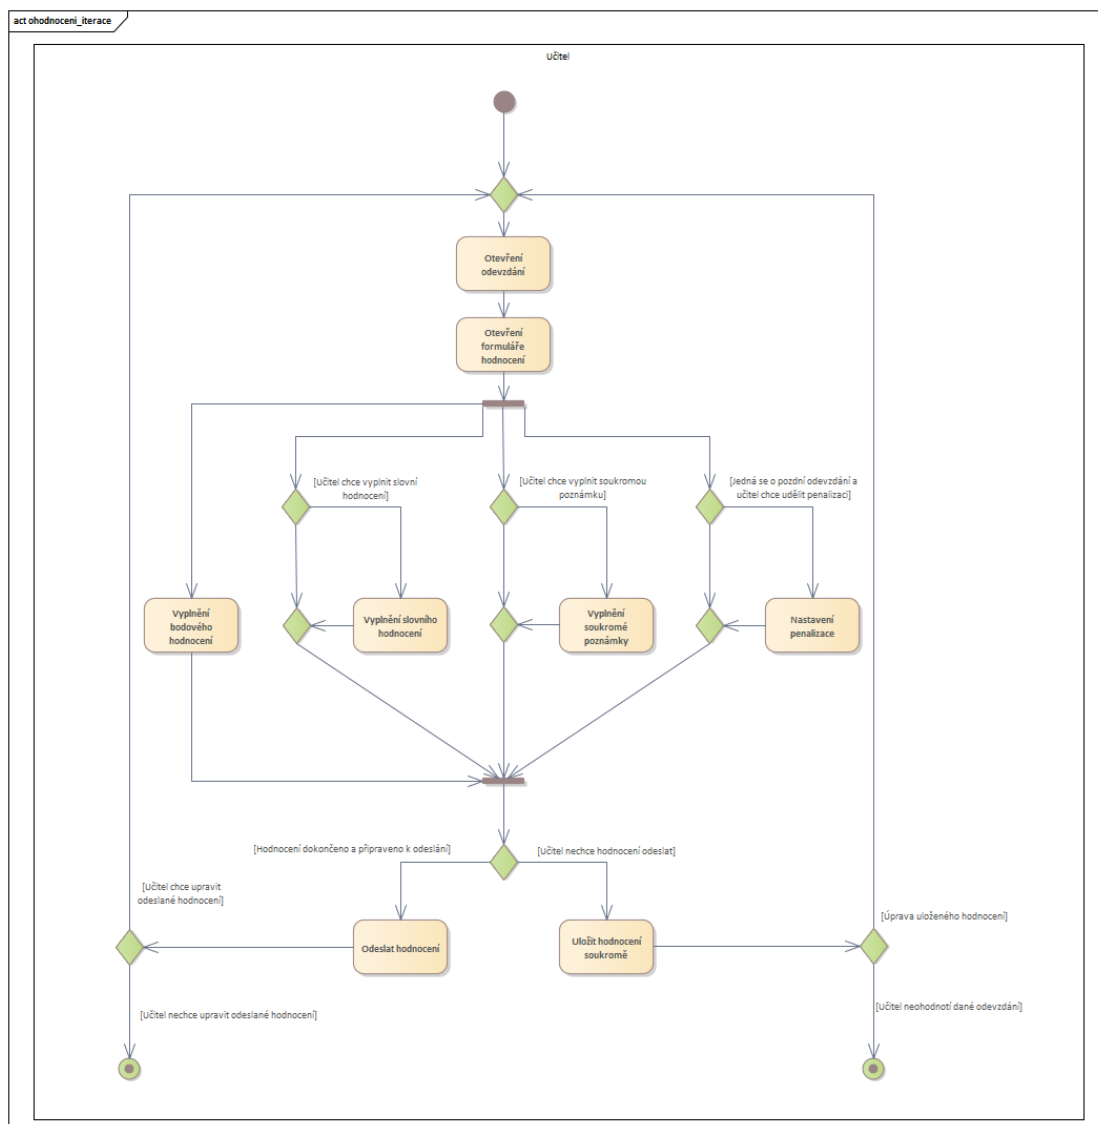 act ohodnoceni_iterace
Učitel
Otevření
odevzdání
Otevření
formuláře
hodnocení
[Učitel chce vyplnit slovní
hodnocení]
[Učitel chce vyplnit soukromou
poznámku]
[Jedná se o pozdní odevzdání a
učitel chce udělit penalizaci]
Vyplnění
bodového
hodnocení
Vyplnění slovního
hodnocení
Vyplnění
soukromé
poznámky
Nastavení
penalizace
[Hodnocení dokončeno a připraveno k odeslání]
[Učitel nechce hodnocení odeslat]
[Učitel chce upravit
odeslané hodnocení]
[Úprava uloženého hodnocení]
Odeslat hodnocení
Uložit hodnocení
soukromě
[Učitel nechce upravit odeslané hodnocení]
[Učitel neohodnotí dané odevzdání]